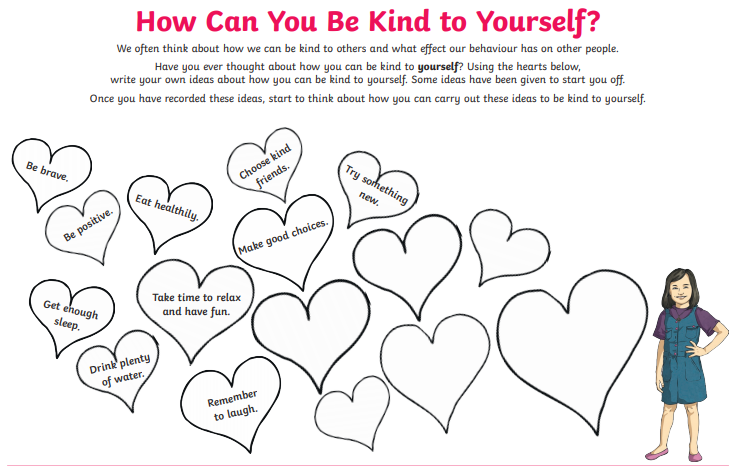 How Can You Be Kind to Yourself?
We often think about how we can be kind to others and what effect our behaviour has on other people.
Have you ever thought about how you can be kind to yourself? Using the hearts below,
write your own ideas about how you can be kind to yourself. Some ideas have been given to start you off.
Once you have recorded these ideas, start to think about how you can carry out these ideas to be kind to yourself.
Be brave.
Choose kind
friends.
Try something
new.
Be positive.
Eat healthily.
Make good choices.
Get enough
sleep.
Take time to relax
and have fun.
Drink plenty
of water.
Remember
to laugh.